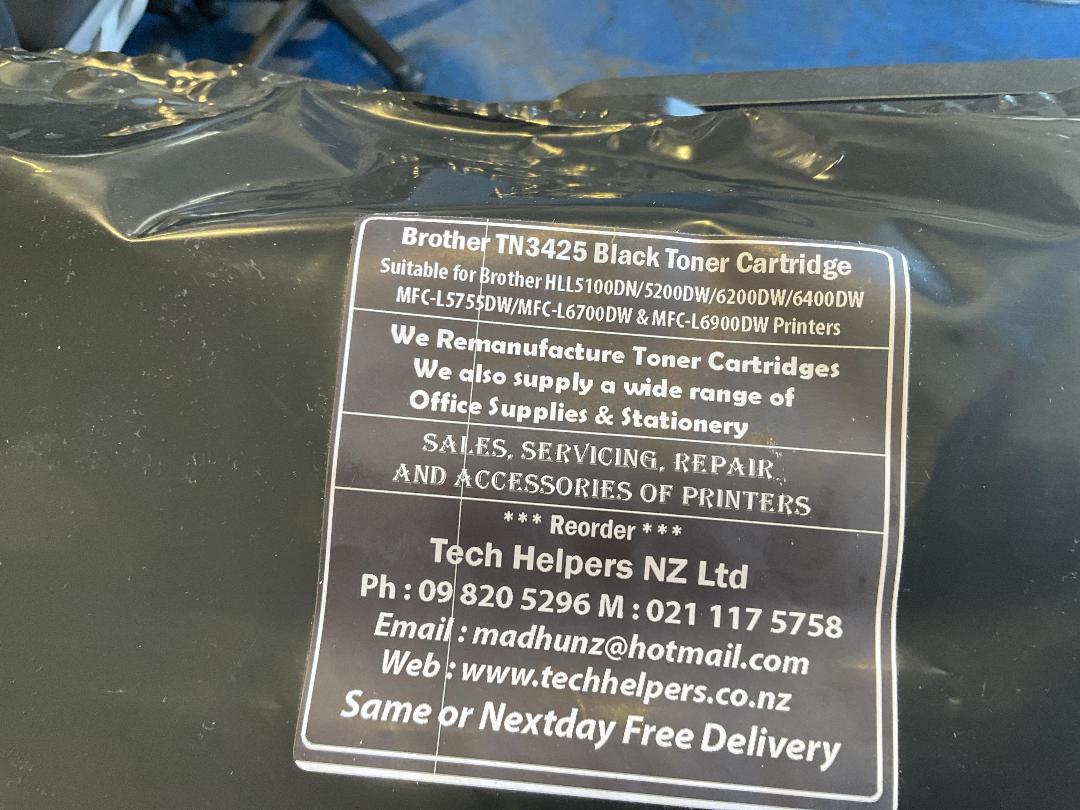 Brother TN3425 Black Toner Cartridge
Suitable for Brother HLL5100DN/5200DW/6200DW/6400DW
MFC-L5755DW/MFC-L6700DW & MFC-L6900DW Printers
We Remanufacture Toner Cartridges
We also supply a wide range of
Office Supplies & Stationery
SALES, SERVICING, REPAIR
AND ACCESSORIES OF PRINTERS
*** Reorder ***
Tech Helpers NZ Ltd
Ph : 09 820 5296 M : 021 117 5758
Email : madhunz@hotmail.com
Web : www.techhelpers.co.nz
Same or Nextday Free Delivery